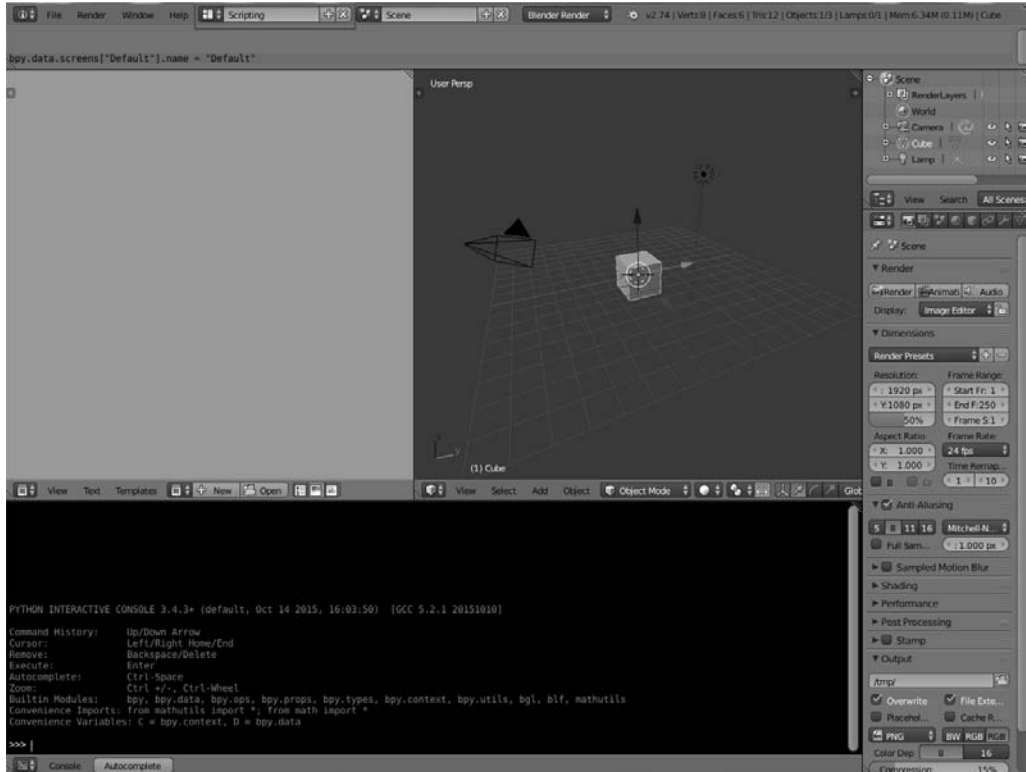 File Render Window Help Scripting Scene Blender Render v2.74 | Verts:8 | Faces:6 | Tris:12 | Objects:1/3 | Lamps:0/1 | Mem:6.34M (0.11M) | Cube
bpy.data.screens["Default"].name = "Default"
User Persp
(1) Cube
View Text Templates New Open
View Select Add Object Object Mode Glob
PYTHON INTERACTIVE CONSOLE 3.4.3+ (default, Oct 14 2015, 16:03:50) [GCC 5.2.1 20151010]
Command History: Up/Down Arrow
Cursor: Left/Right Home/End
Remove: Backspace/Delete
Execute: Enter
Autocomplete: Ctrl-Space
Zoom: Ctrl +/-, Ctrl-Wheel
Builtin Modules: bpy, bpy.data, bpy.ops, bpy.props, bpy.types, bpy.context, bpy.utils, bgl, blf, mathutils
Convenience Imports: from mathutils import *; from math import *
Convenience Variables: C = bpy.context, D = bpy.data
>>>
Console Autocomplete
Scene
RenderLayers
World
Camera
Cube
Lamp
View Search All Scenes
Scene
Render
Render Animati Audio
Display: Image Editor
Dimensions
Render Presets
Resolution: Frame Range:
: 1920 px Start Fr: 1
Y:1080 px End F:250
50% Frame S:1
Aspect Ratio: Frame Rate:
X: 1.000 24 fps
Y: 1.000 Time Remap...
B Cr 1 10
Anti-Aliasing
5 8 11 16 Mitchell-N...
Full Sam... : 1.000 px
Sampled Motion Blur
Shading
Performance
Post Processing
Stamp
Output
/tmp/
Overwrite File Exte...
Placehol... Cache R...
PNG BW RGB RGB
Color Dep 8 16
Compression: 15%